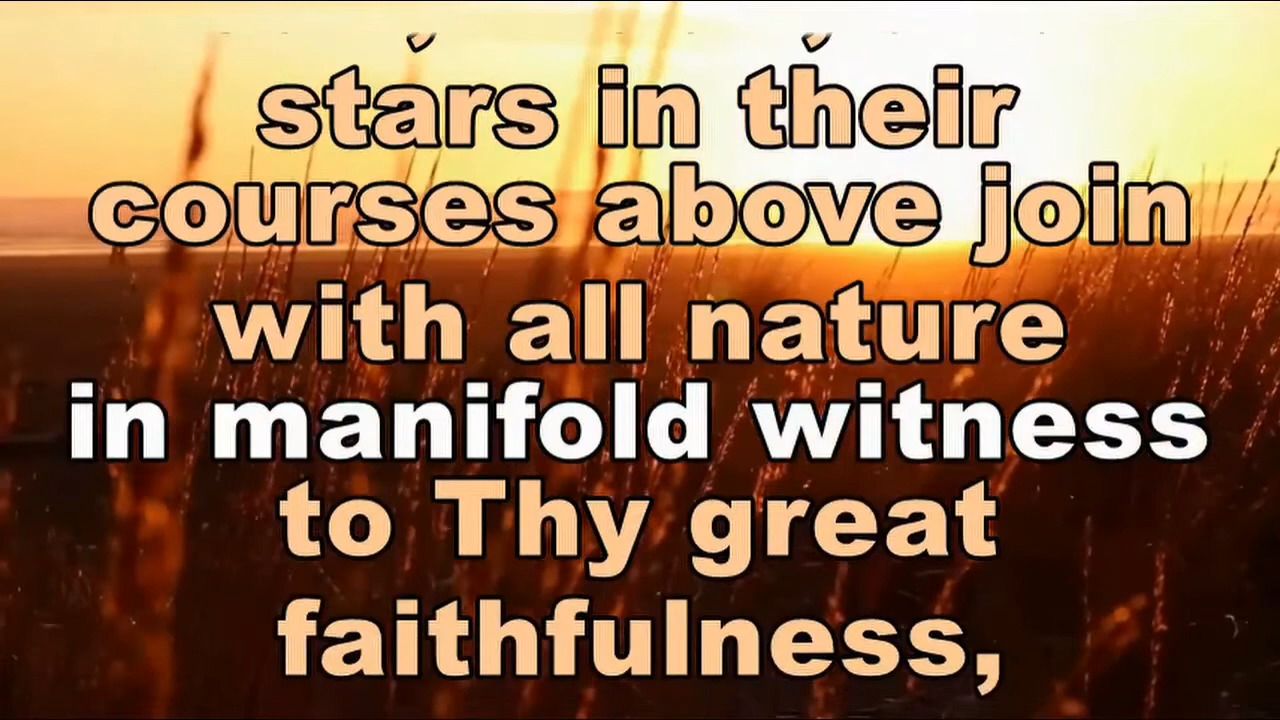 stars in their
courses above join
with all nature
in manifold witness
to Thy great
faithfulness,